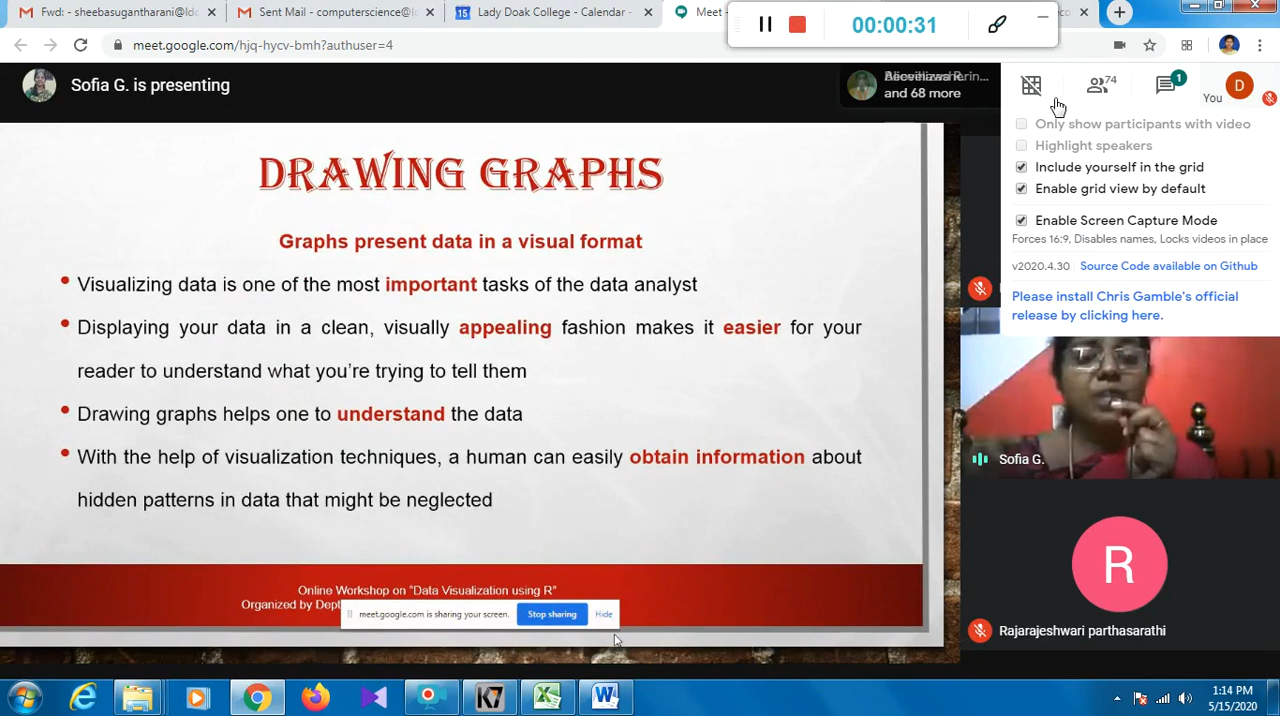 Fwd: - sheebasugantharani@ldc
Sent Mail - computerscience@l
Lady Doak College - Calendar -
Meet -
00:00:31
meet.google.com/hjq-hycv-bmh?authuser=4
Sofia G. is presenting
and 68 more
74
1
You
D
Only show participants with video
Highlight speakers
Include yourself in the grid
Enable grid view by default
Enable Screen Capture Mode
Forces 16:9, Disables names, Locks videos in place
v2020.4.30 Source Code available on Github
Please install Chris Gamble's official
release by clicking here.
DRAWING GRAPHS
Graphs present data in a visual format
• Visualizing data is one of the most important tasks of the data analyst
• Displaying your data in a clean, visually appealing fashion makes it easier for your
reader to understand what you're trying to tell them
• Drawing graphs helps one to understand the data
• With the help of visualization techniques, a human can easily obtain information about
hidden patterns in data that might be neglected
Online Workshop on "Data Visualization using R"
Organized by Dept
meet.google.com is sharing your screen. Stop sharing Hide
Sofia G.
R
Rajarajeshwari parthasarathi
K7
1:14 PM
5/15/2020